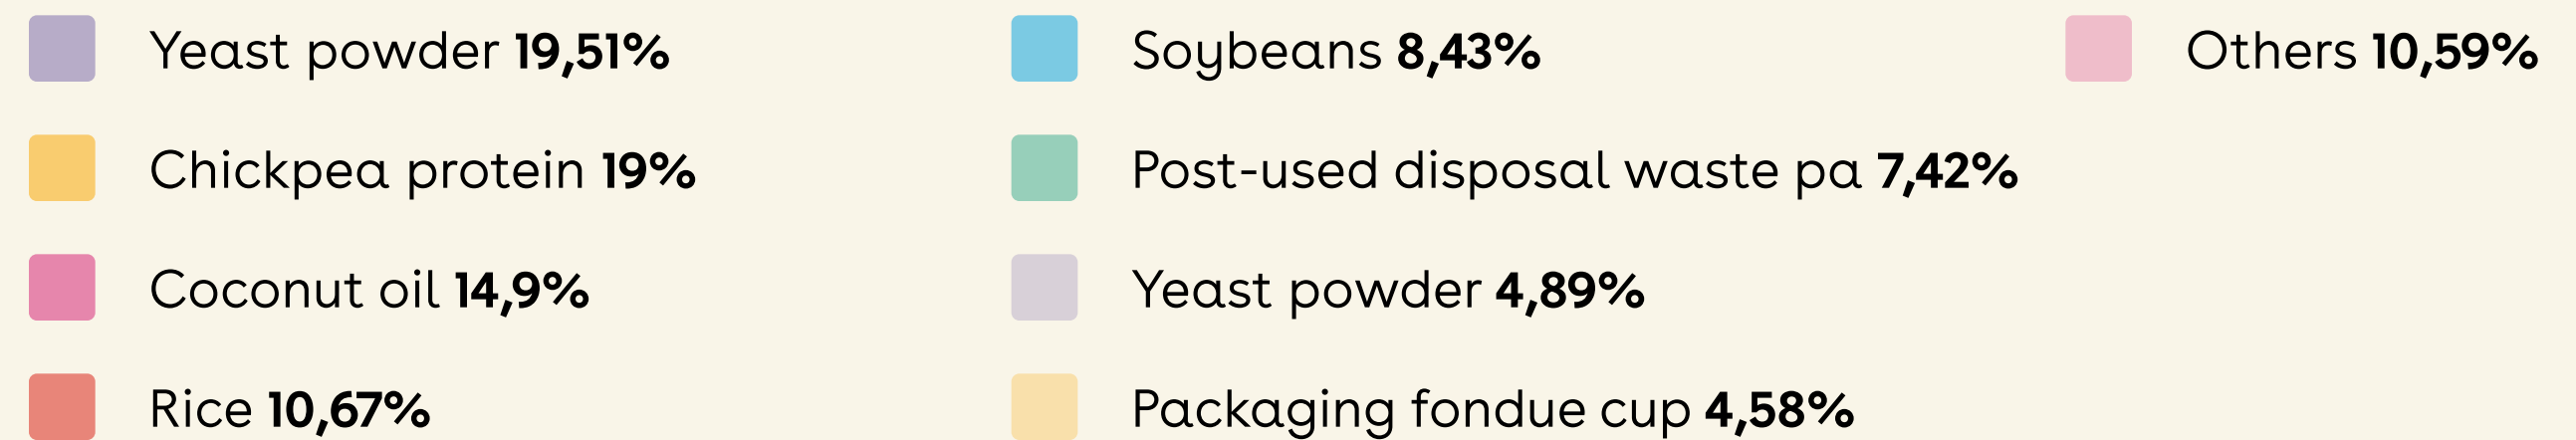 Yeast powder 19,51%
Chickpea protein 19%
Coconut oil 14,9%
Rice 10,67%
Soybeans 8,43%
Post-used disposal waste pa 7,42%
Yeast powder 4,89%
Packaging fondue cup 4,58%
Others 10,59%